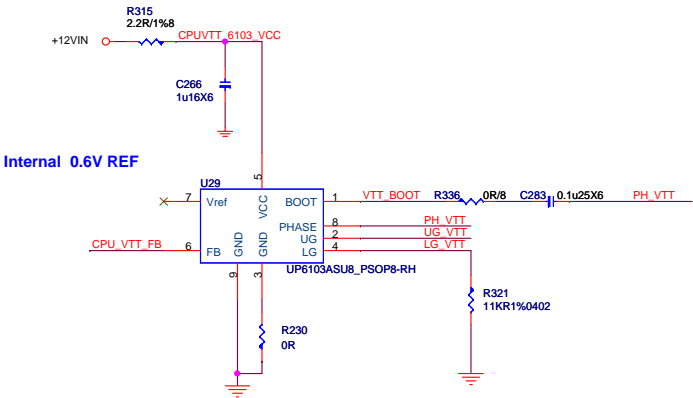 R315
2.2R/1%8
+12VIN
CPUVTT_6103_VCC
C266
1u16X6
Internal 0.6V REF
U29
5
7
Vref
VCC
BOOT
1
VTT_BOOT
R336
0R/8
C283
0.1u25X6
PH_VTT
PHASE
8
PH_VTT
UG
2
UG_VTT
CPU_VTT_FB
6
FB
GND
GND
LG
4
LG_VTT
9
3
UP6103ASU8_PSOP8-RH
R321
11KR1%0402
R230
0R